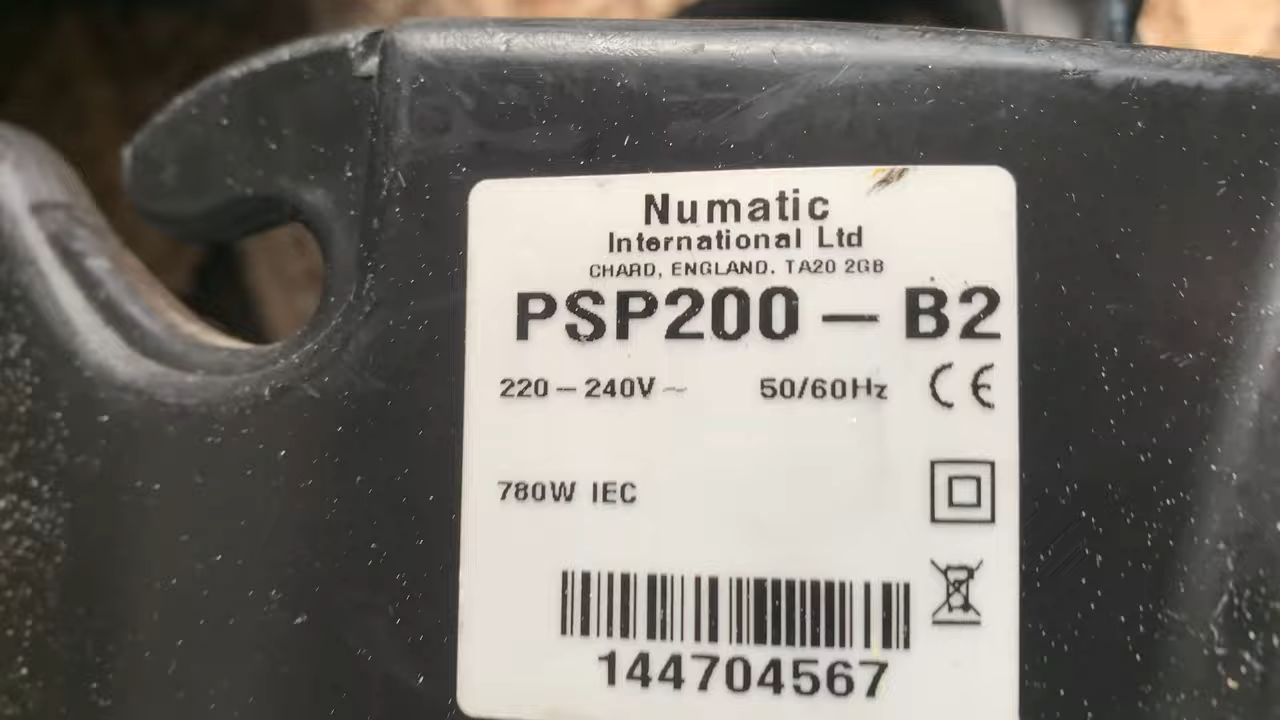 Numatic
International Ltd
CHARD, ENGLAND. TA20 2GB
PSP200 – B2
220 – 240V ~ 50/60Hz CE
780W IEC
144704567